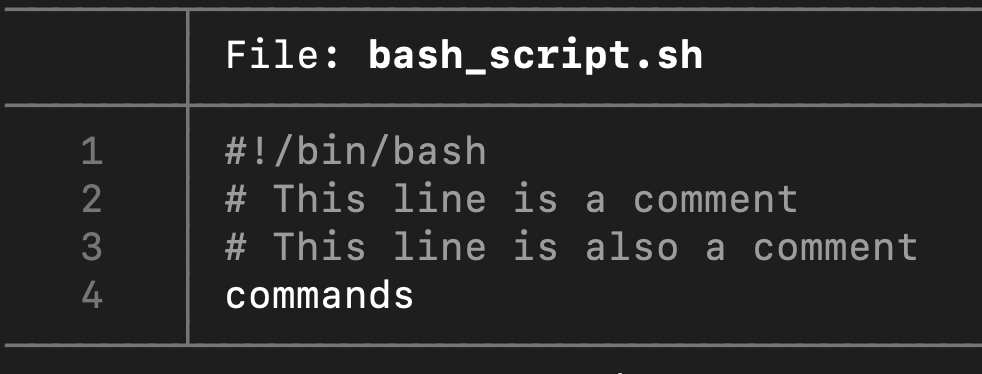 File: bash_script.sh
1 #!/bin/bash
2 # This line is a comment
3 # This line is also a comment
4 commands